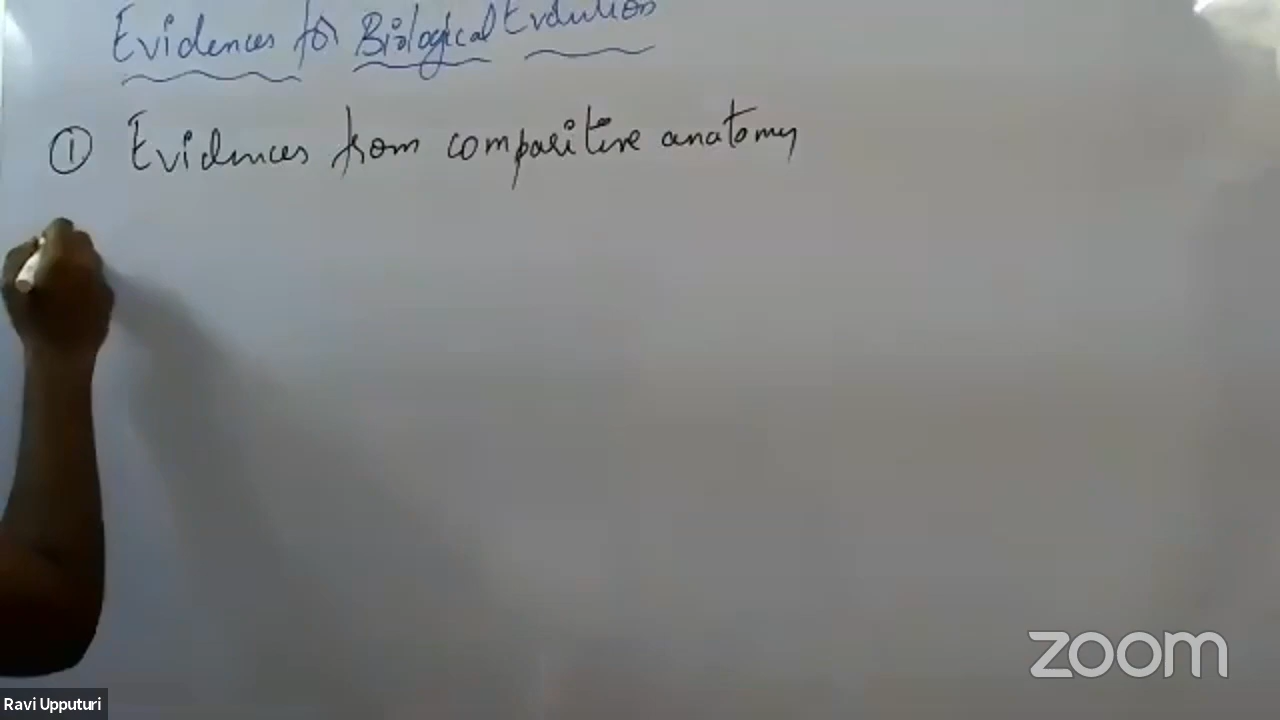 Evidences for Biological Evolution
① Evidences from comparitive anatomy
zoom
Ravi Upputuri